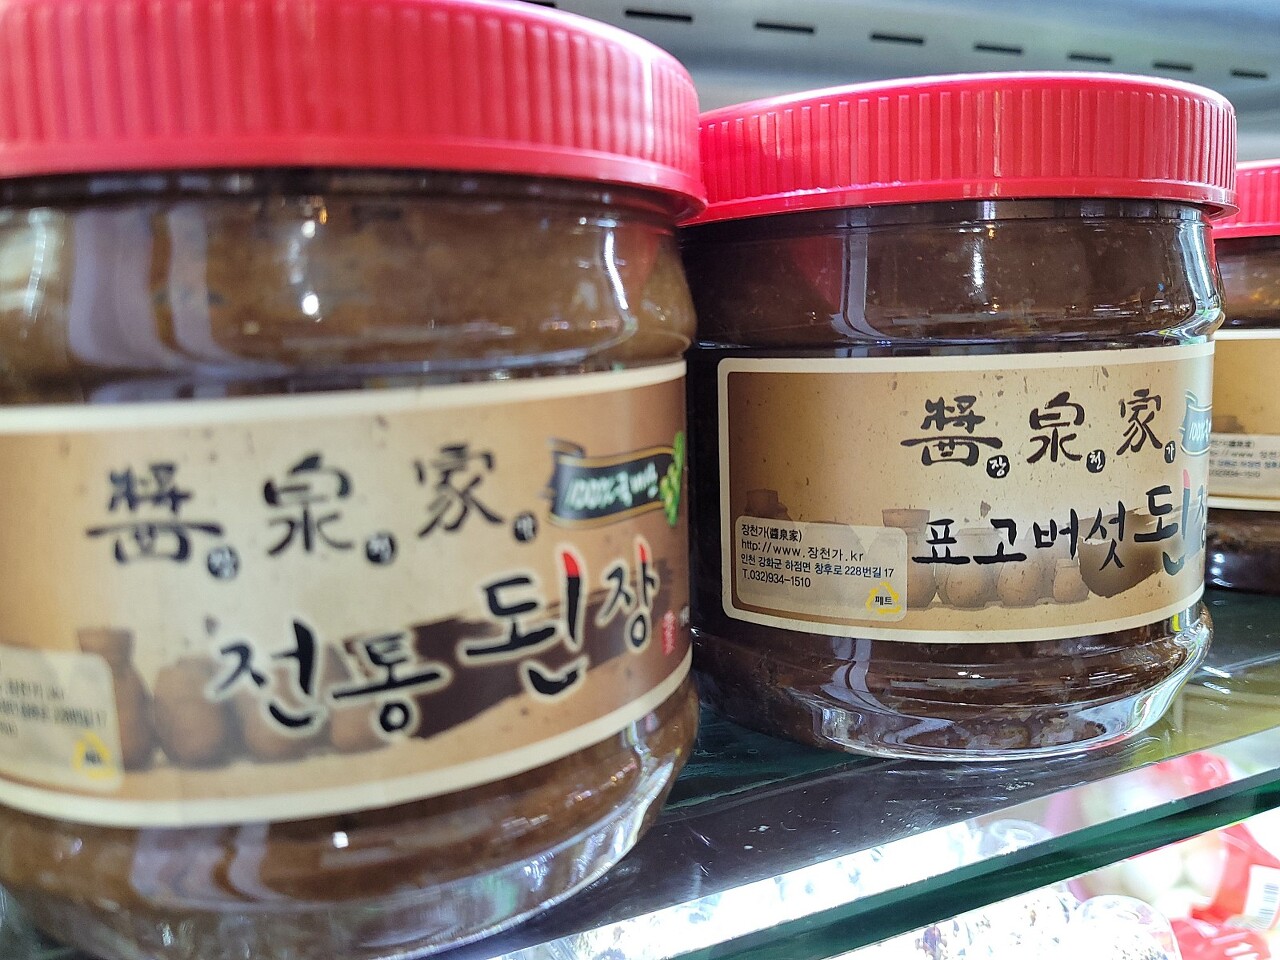 醬泉家
100% 국내산
전통 된장
醬泉家
장천가
100%
표고버섯 된장
장천가(醬泉家)
http://www.장천가.kr
인천 강화군 하점면 창후로 228번길 17
T.032)934-1510
페트